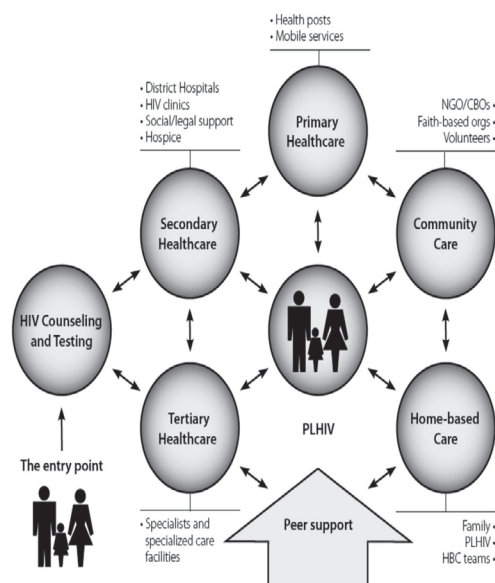 • Health posts
• Mobile services
• District Hospitals
• HIV clinics
• Social/legal support
• Hospice
NGO/CBOs •
Faith-based orgs •
Volunteers •
Primary
Healthcare
Secondary
Healthcare
Community
Care
HIV Counseling
and Testing
Tertiary
Healthcare
PLHIV
Home-based
Care
The entry point
• Specialists and
specialized care
facilities
Peer support
Family •
PLHIV •
HBC teams •